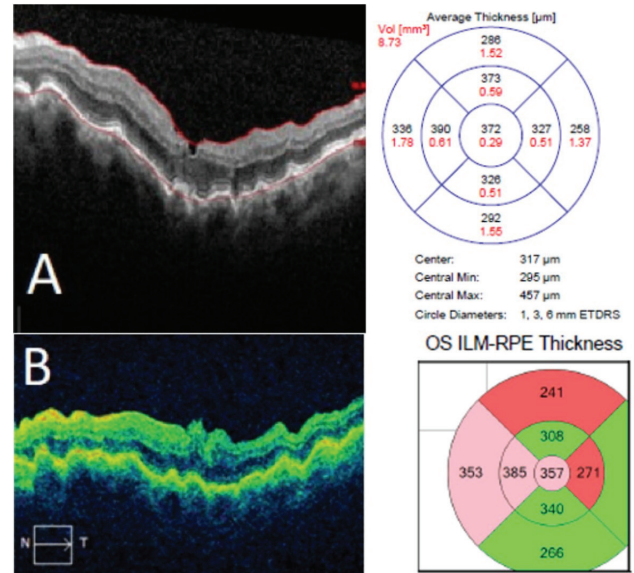 A
Average Thickness [µm]
Vol [mm³]
8.73
286
1.52
373
0.59
336
1.78
390
0.61
372
0.29
327
0.51
258
1.37
326
0.51
292
1.55
Center: 317 µm
Central Min: 295 µm
Central Max: 457 µm
Circle Diameters: 1, 3, 6 mm ETDRS
B
N T
OS ILM-RPE Thickness
241
308
353 385 357 271
340
266